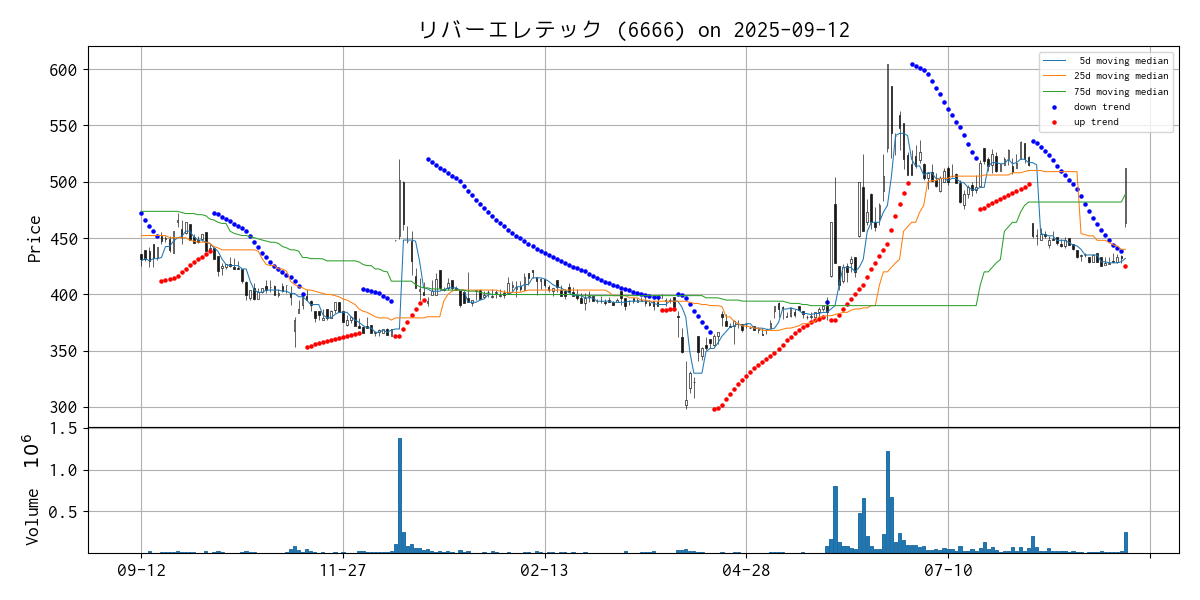 リバーエレテック (6666) on 2025-09-12
600
550
500
450
400
350
300
Price
5d moving median
25d moving median
75d moving median
down trend
up trend
1.5
1.0
0.5
Volume 10^6
09-12
11-27
02-13
04-28
07-10